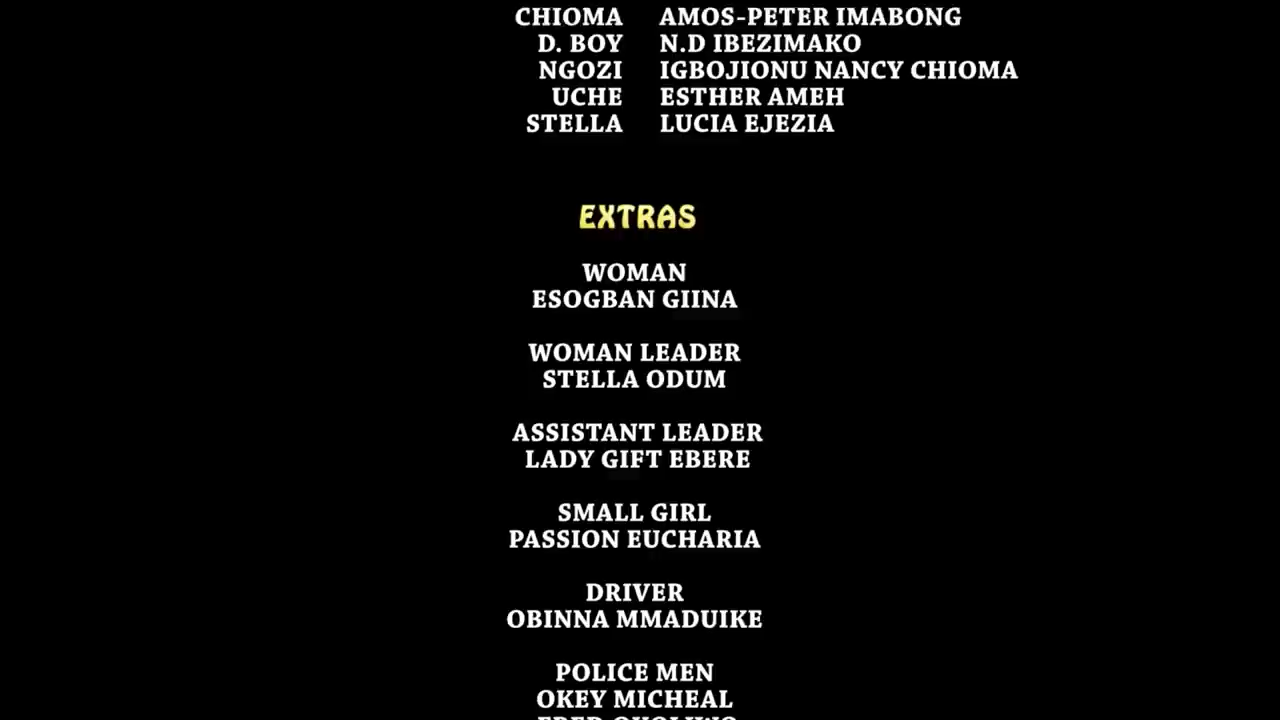 CHIOMA AMOS-PETER IMABONG
D. BOY N.D IBEZIMAKO
NGOZI IGBOJIONU NANCY CHIOMA
UCHE ESTHER AMEH
STELLA LUCIA EJEZIA
EXTRAS
WOMAN
ESOGBAN GIINA
WOMAN LEADER
STELLA ODUM
ASSISTANT LEADER
LADY GIFT EBERE
SMALL GIRL
PASSION EUCHARIA
DRIVER
OBINNA MMADUIKE
POLICE MEN
OKEY MICHEAL